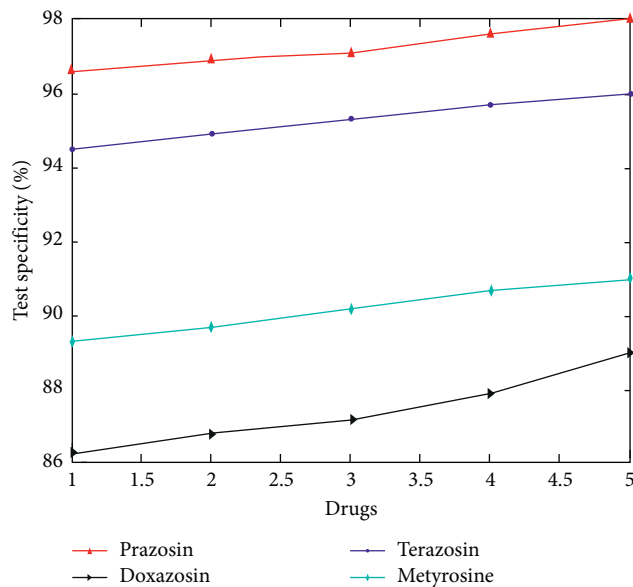 98
96
94
92
90
88
86
Test specificity (%)
1 1.5 2 2.5 3 3.5 4 4.5 5
Drugs
Prazosin Terazosin
Doxazosin Metyrosine